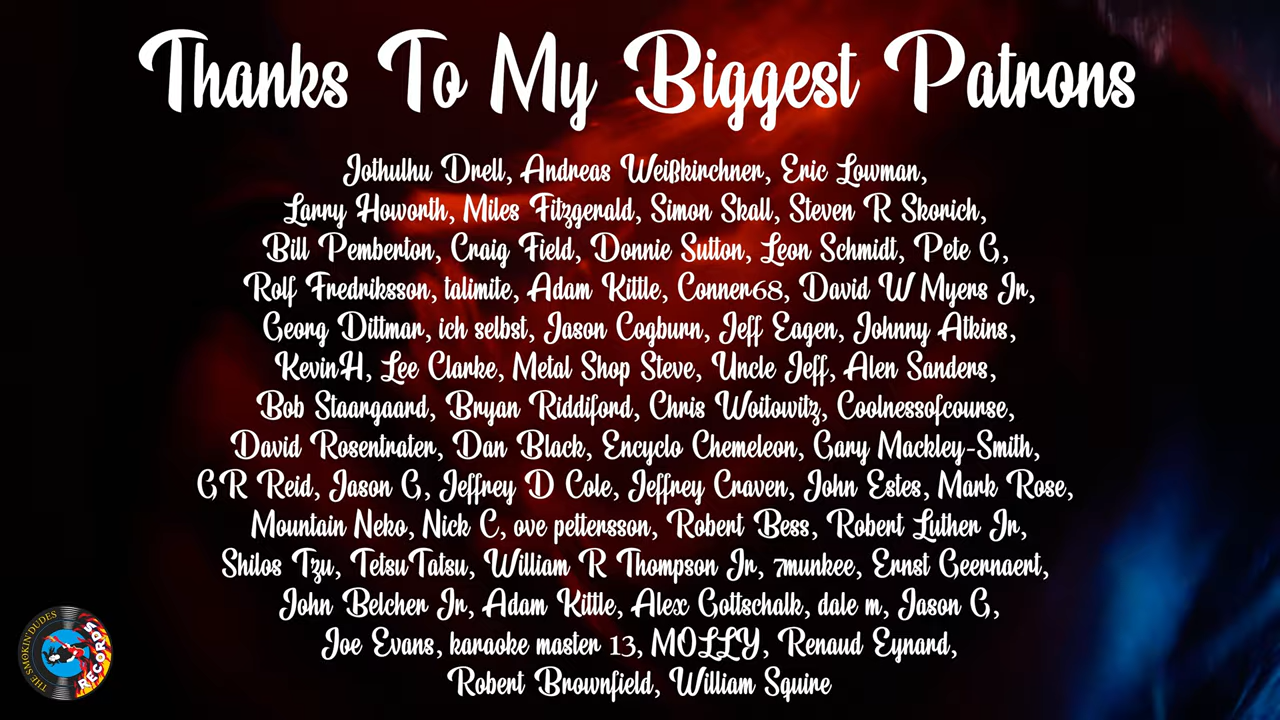 Thanks To My Biggest Patrons
Jothulhu Drell, Andreas Weißkirchner, Eric Lowman,
Larry Howorth, Miles Fitzgerald, Simon Skall, Steven R Skorich,
Bill Pemberton, Craig Field, Donnie Sutton, Leon Schmidt, Pete G,
Rolf Fredriksson, talimite, Adam Kittle, Conner68, David W Myers Jr,
Georg Dittmar, ich selbst, Jason Cogburn, Jeff Eagen, Johnny Atkins,
KevinH, Lee Clarke, Metal Shop Steve, Uncle Jeff, Alen Sanders,
Bob Staargaard, Bryan Riddiford, Chris Woitowitz, Coolnessofcourse,
David Rosentrater, Dan Black, Encyclo Chemeleon, Gary Mackley-Smith,
GR Reid, Jason G, Jeffrey D Cole, Jeffrey Craven, John Estes, Mark Rose,
Mountain Neko, Nick C, ove pettersson, Robert Bess, Robert Luther Jr,
Shilos Tzu, TetsuTatsu, William R Thompson Jr, 7munkee, Ernst Geernaert,
John Belcher Jr, Adam Kittle, Alex Gottschalk, dale m, Jason G,
Joe Evans, karaoke master 13, MOLLY, Renaud Eynard,
Robert Brownfield, William Squire
THE SMOKIN' DUDES
RECORDS